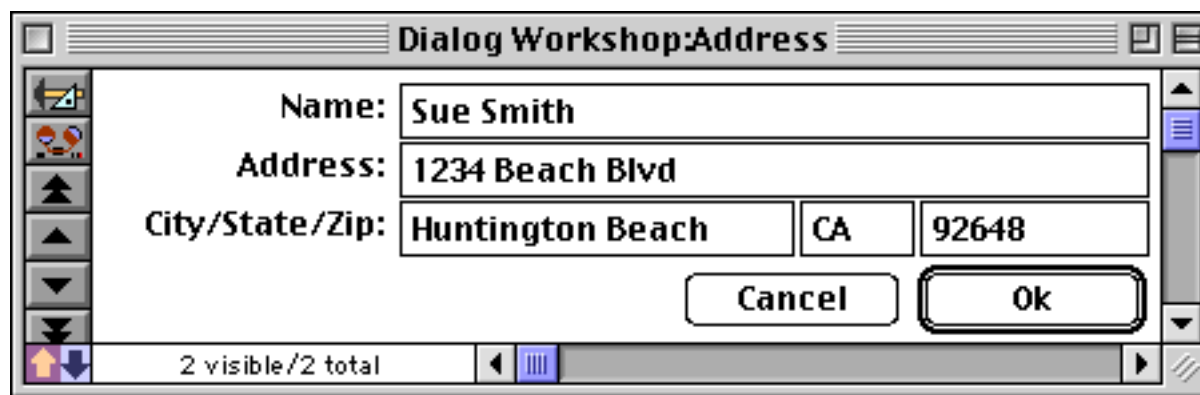 Dialog Workshop:Address
Name: Sue Smith
Address: 1234 Beach Blvd
City/State/Zip: Huntington Beach CA 92648
Cancel Ok
2 visible/2 total